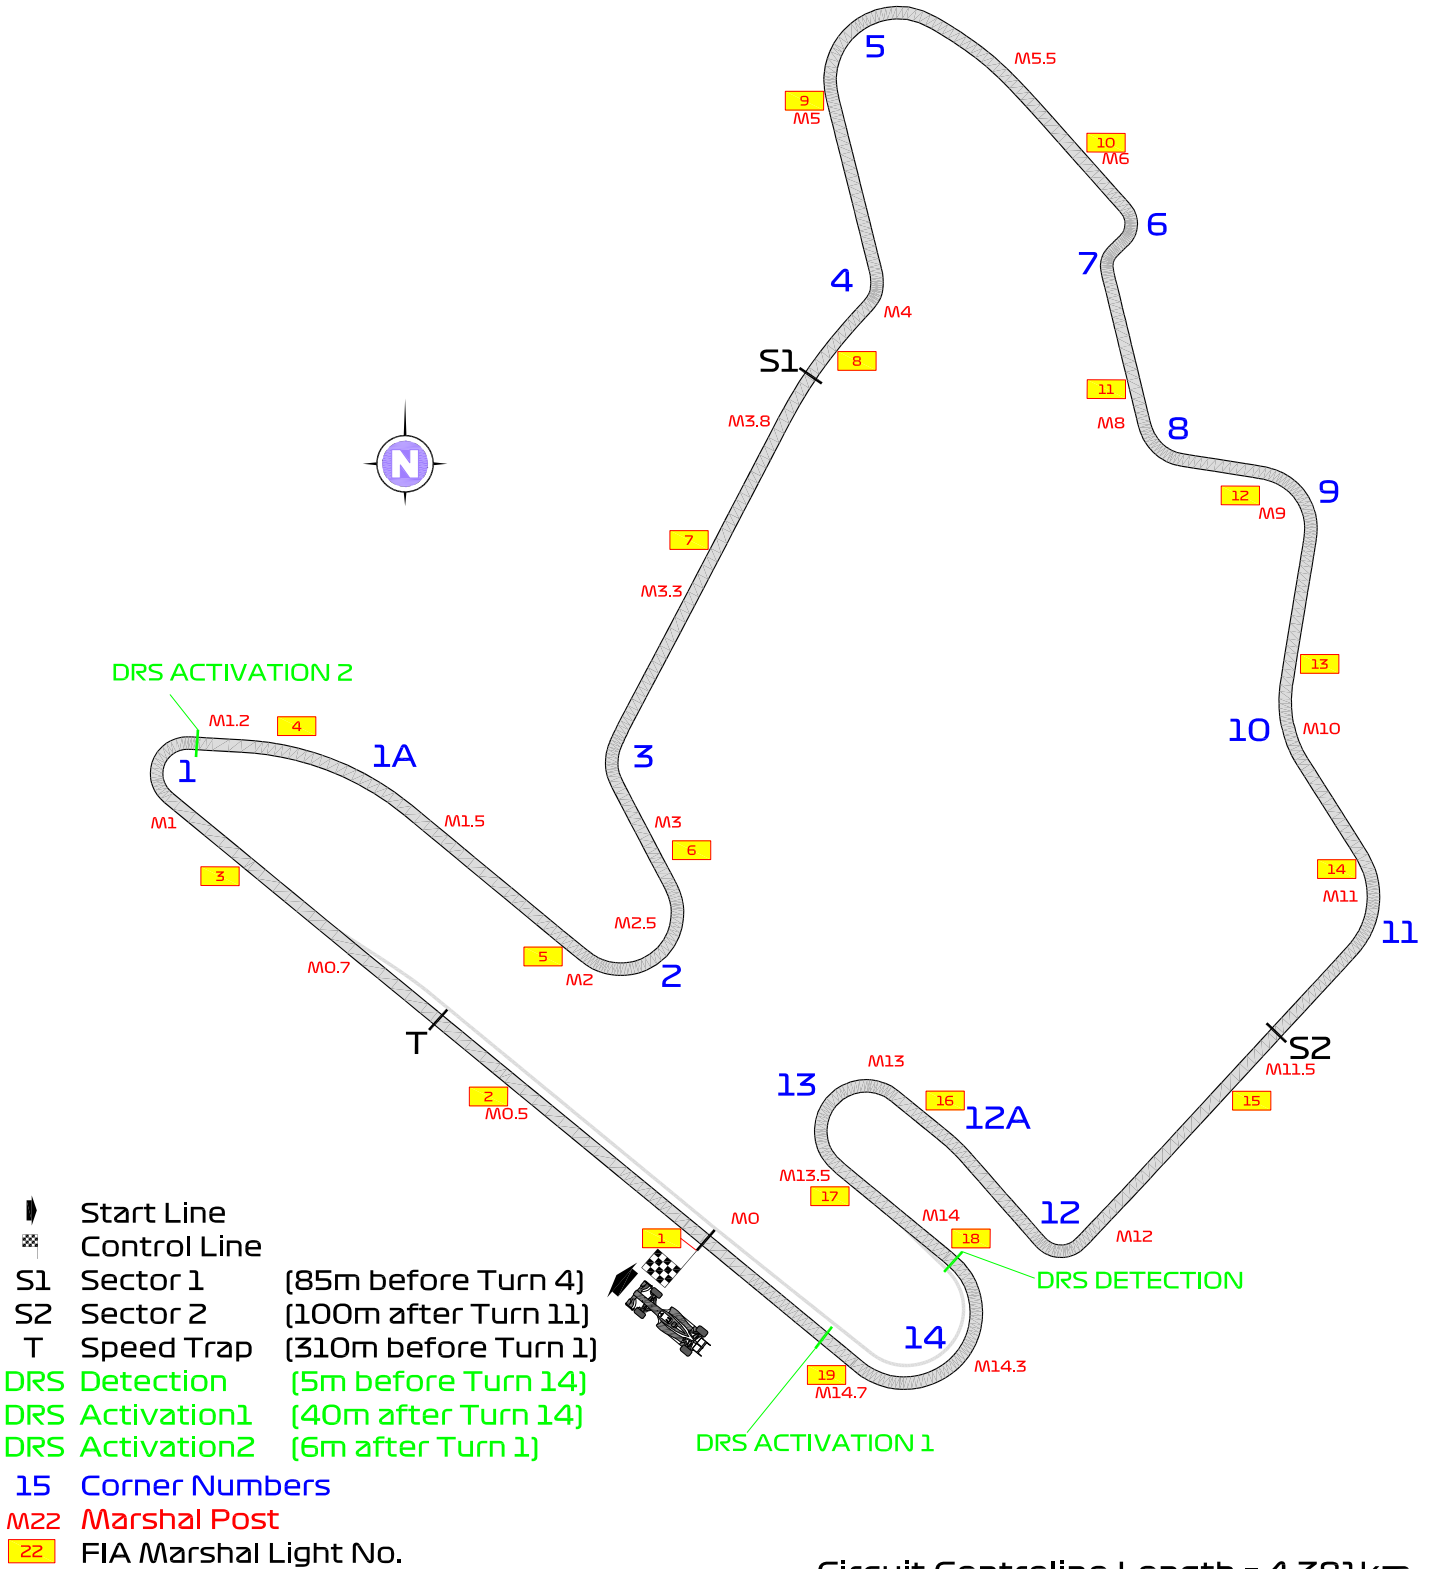 5
M5.5
9
M5
10
M6
6
7
4
M4
S1
8
11
M3.8
M8
8
N
12
9
M9
7
M3.3
13
DRS ACTIVATION 2
M1.2
4
1A
1
3
10
M10
M1
M1.5
M3
6
3
14
M11
M2.5
11
5
M2
2
M0.7
T
S2
M11.5
2
M0.5
13
M13
16
12A
15
M13.5
17
Start Line
M0
M14
12
M12
1
18
Control Line
S1 Sector 1 (85m before Turn 4)
DRS DETECTION
S2 Sector 2 (100m after Turn 11)
14
T Speed Trap (310m before Turn 1)
M14.3
19
M14.7
DRS Detection (5m before Turn 14)
DRS Activation1 (40m after Turn 14)
DRS ACTIVATION 1
DRS Activation2 (6m after Turn 1)
15 Corner Numbers
M22 Marshal Post
22 FIA Marshal Light No.
Circuit Centreline Length = 4.381km